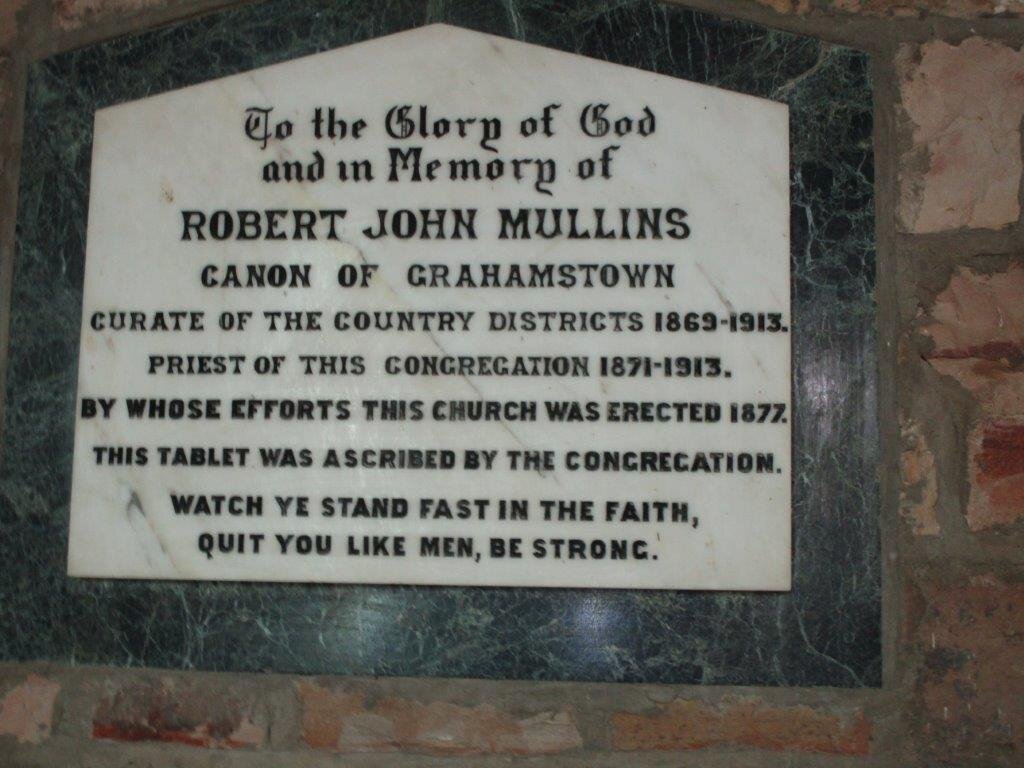 To the Glory of God
and in Memory of
ROBERT JOHN MULLINS
CANON OF GRAHAMSTOWN
CURATE OF THE COUNTRY DISTRICTS 1869-1913.
PRIEST OF THIS CONGREGATION 1871-1913.
BY WHOSE EFFORTS THIS CHURCH WAS ERECTED 1877.
THIS TABLET WAS ASCRIBED BY THE CONGREGATION.
WATCH YE STAND FAST IN THE FAITH,
QUIT YOU LIKE MEN, BE STRONG.